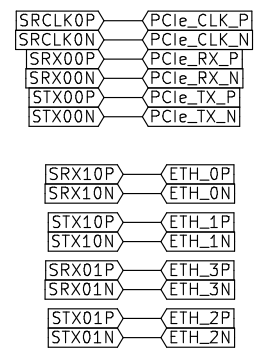 SRCLK0P PCIe_CLK_P
SRCLK0N PCIe_CLK_N
SRX00P PCIe_RX_P
SRX00N PCIe_RX_N
STX00P PCIe_TX_P
STX00N PCIe_TX_N
SRX10P ETH_0P
SRX10N ETH_0N
STX10P ETH_1P
STX10N ETH_1N
SRX01P ETH_3P
SRX01N ETH_3N
STX01P ETH_2P
STX01N ETH_2N